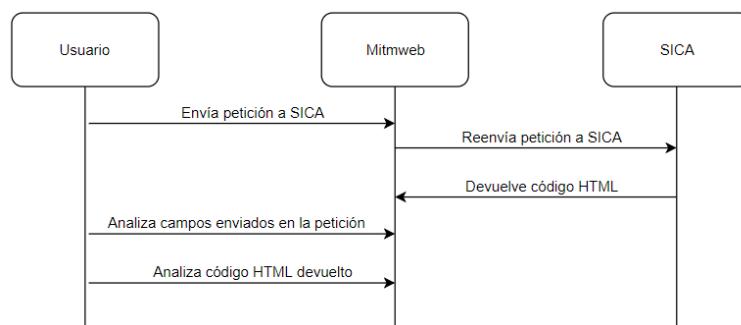 Usuario
Mitmweb
SICA
Envía petición a SICA
Reenvía petición a SICA
Devuelve código HTML
Analiza campos enviados en la petición
Analiza código HTML devuelto